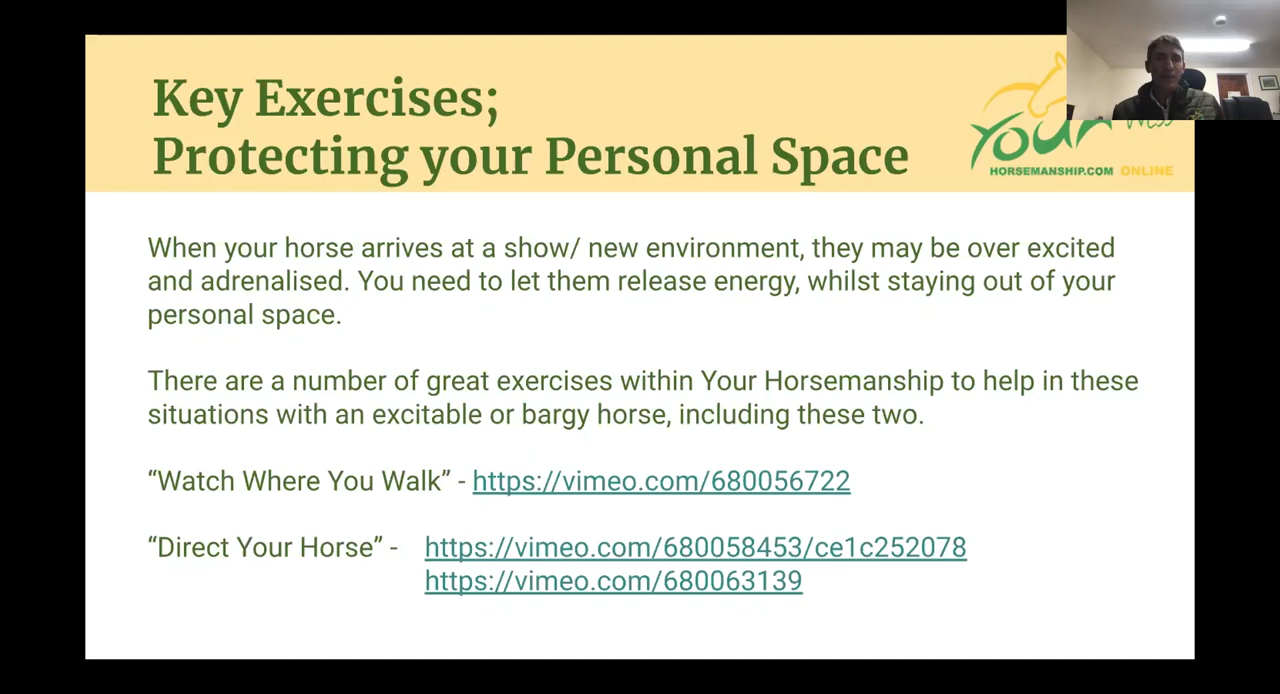 Key Exercises;
Protecting your Personal Space
Your
HORSEMANSHIP.COM ONLINE
When your horse arrives at a show/ new environment, they may be over excited
and adrenalised. You need to let them release energy, whilst staying out of your
personal space.
There are a number of great exercises within Your Horsemanship to help in these
situations with an excitable or bargy horse, including these two.
“Watch Where You Walk” - https://vimeo.com/680056722
“Direct Your Horse” - https://vimeo.com/680058453/ce1c252078
https://vimeo.com/680063139